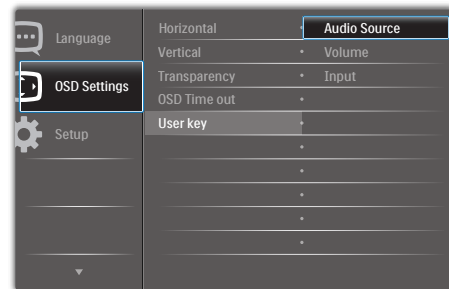 Language
OSD Settings
Setup
Horizontal
Vertical
Transparency
OSD Time out
User key
Audio Source
Volume
Input